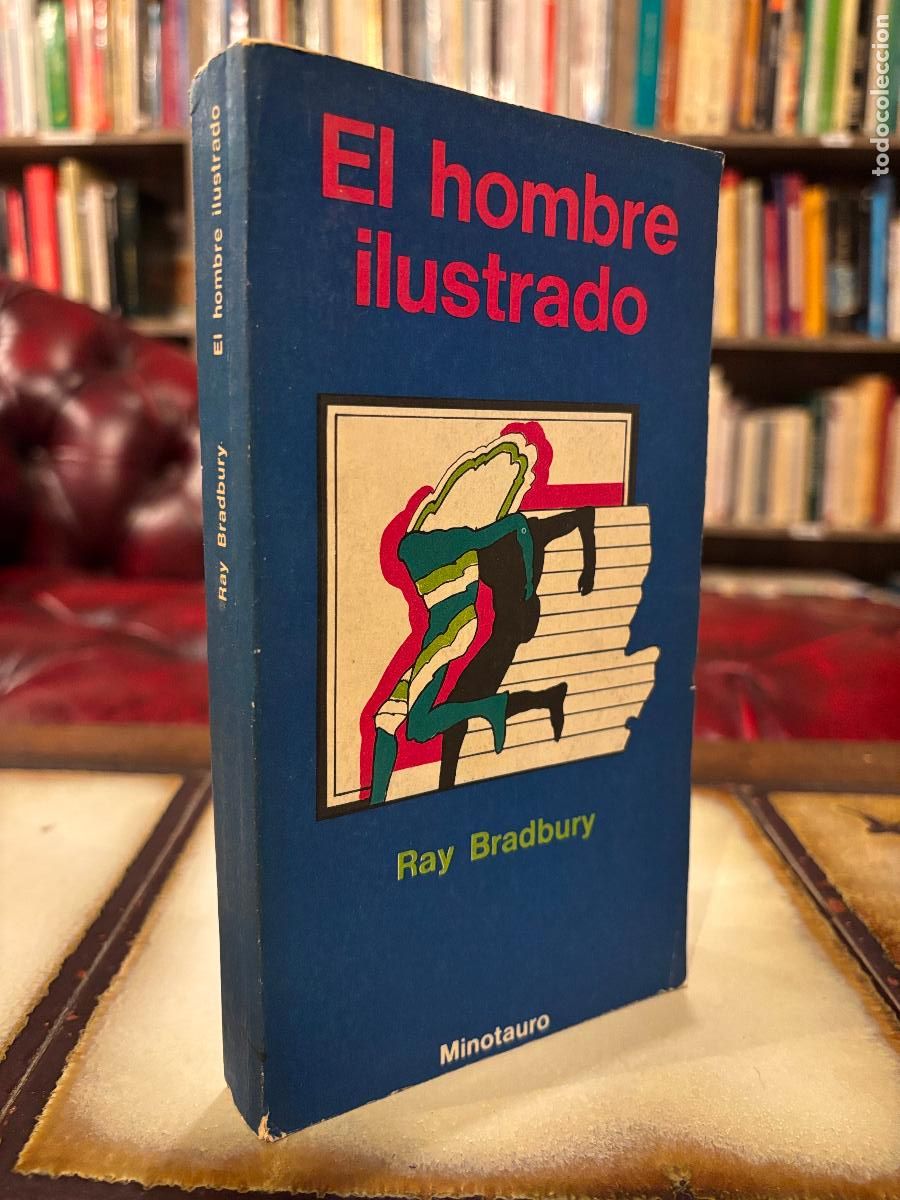 El hombre
ilustrado
Ray Bradbury
Minotauro
Ray Bradbury El hombre ilustrado
todocoleccion